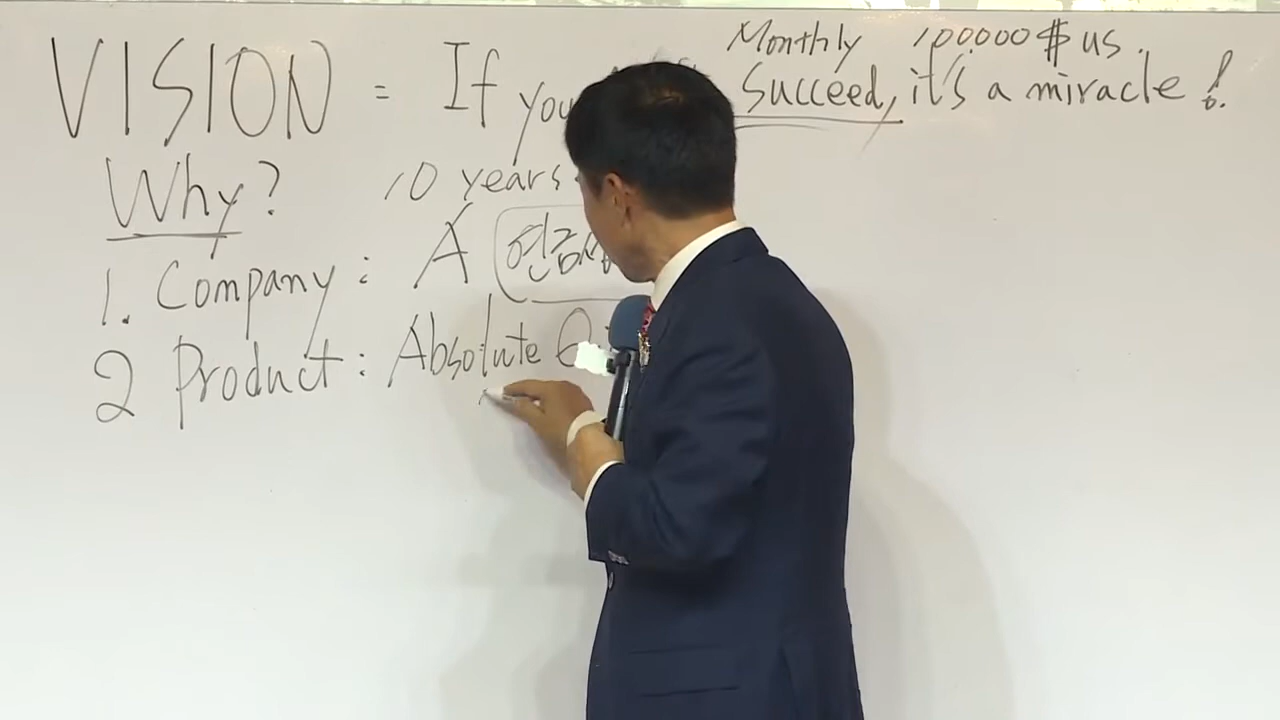 Monthly 100000$ us.
VISION = If you Succeed, it's a miracle!
Why? 10 years
1. Company : A
2 Product : Absolute